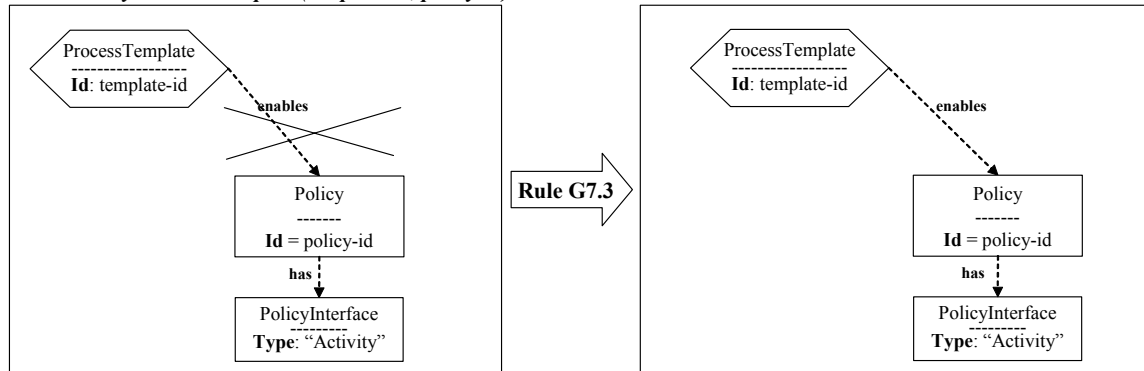 ProcessTemplate
-------------------
Id: template-id
enables
Policy
-------
Id = policy-id
has
PolicyInterface
---------
Type: “Activity”
Rule G7.3
ProcessTemplate
-------------------
Id: template-id
enables
Policy
-------
Id = policy-id
has
PolicyInterface
---------
Type: “Activity”